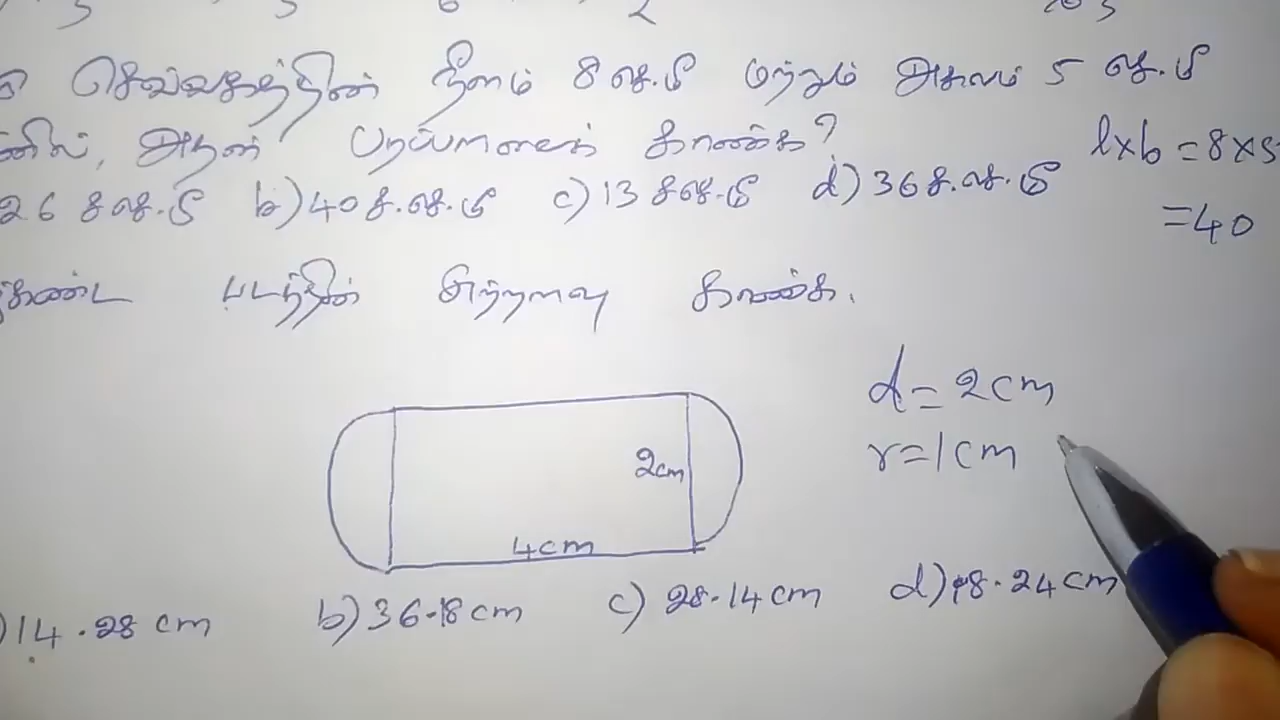 செவ்வகத்தின் நீளம் 8 செ.மீ மற்றும் அகலம் 5 செ.மீ
னில், அதன் பரப்பளவைக் காண்க?
l×b = 8×5
26 ச செ.மீ b) 40 ச.செ.மீ c) 13 ச செ.மீ d) 36 ச.செ.மீ
=40
்கண்ட படத்தின் சுற்றளவு காண்க.
d = 2cm
r = 1cm
2cm
4cm
) 14.28 cm b) 36.18 cm c) 28.14 cm d) 18.24 cm